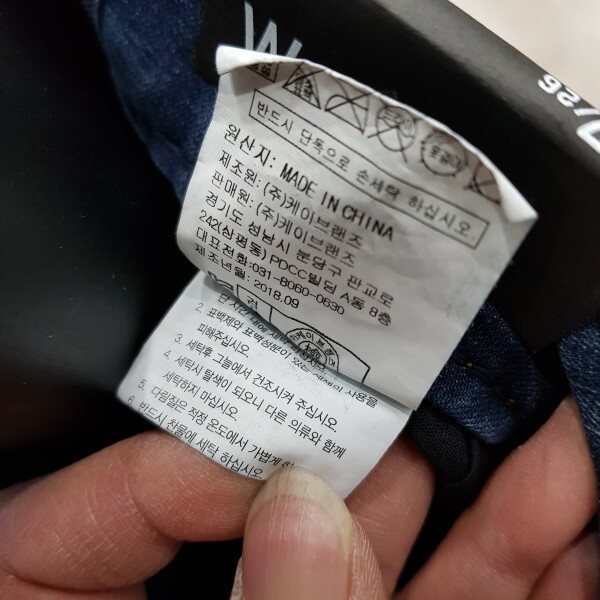 W
26
반드시 단독으로 손세탁 하십시오.
원산지: MADE IN CHINA
제조원: (주)케이브랜즈
판매원: (주)케이브랜즈
경기도 성남시 분당구 판교로
242(삼평동) PDCC빌딩 A동 8층
대표전화:031-8060-0630
제조년월:2018.09
검
2. 표백제와 표백성분이 사용을
피해주십시오.
3. 세탁후 그늘에서 건조시켜 주십시오.
4. 세탁시 탈색이 되오니 다른 의류와 함께
세탁하지 마십시오.
5. 다림질은 적정 온도에서 가볍게
6. 반드시 찬물에 세탁 하십시오.